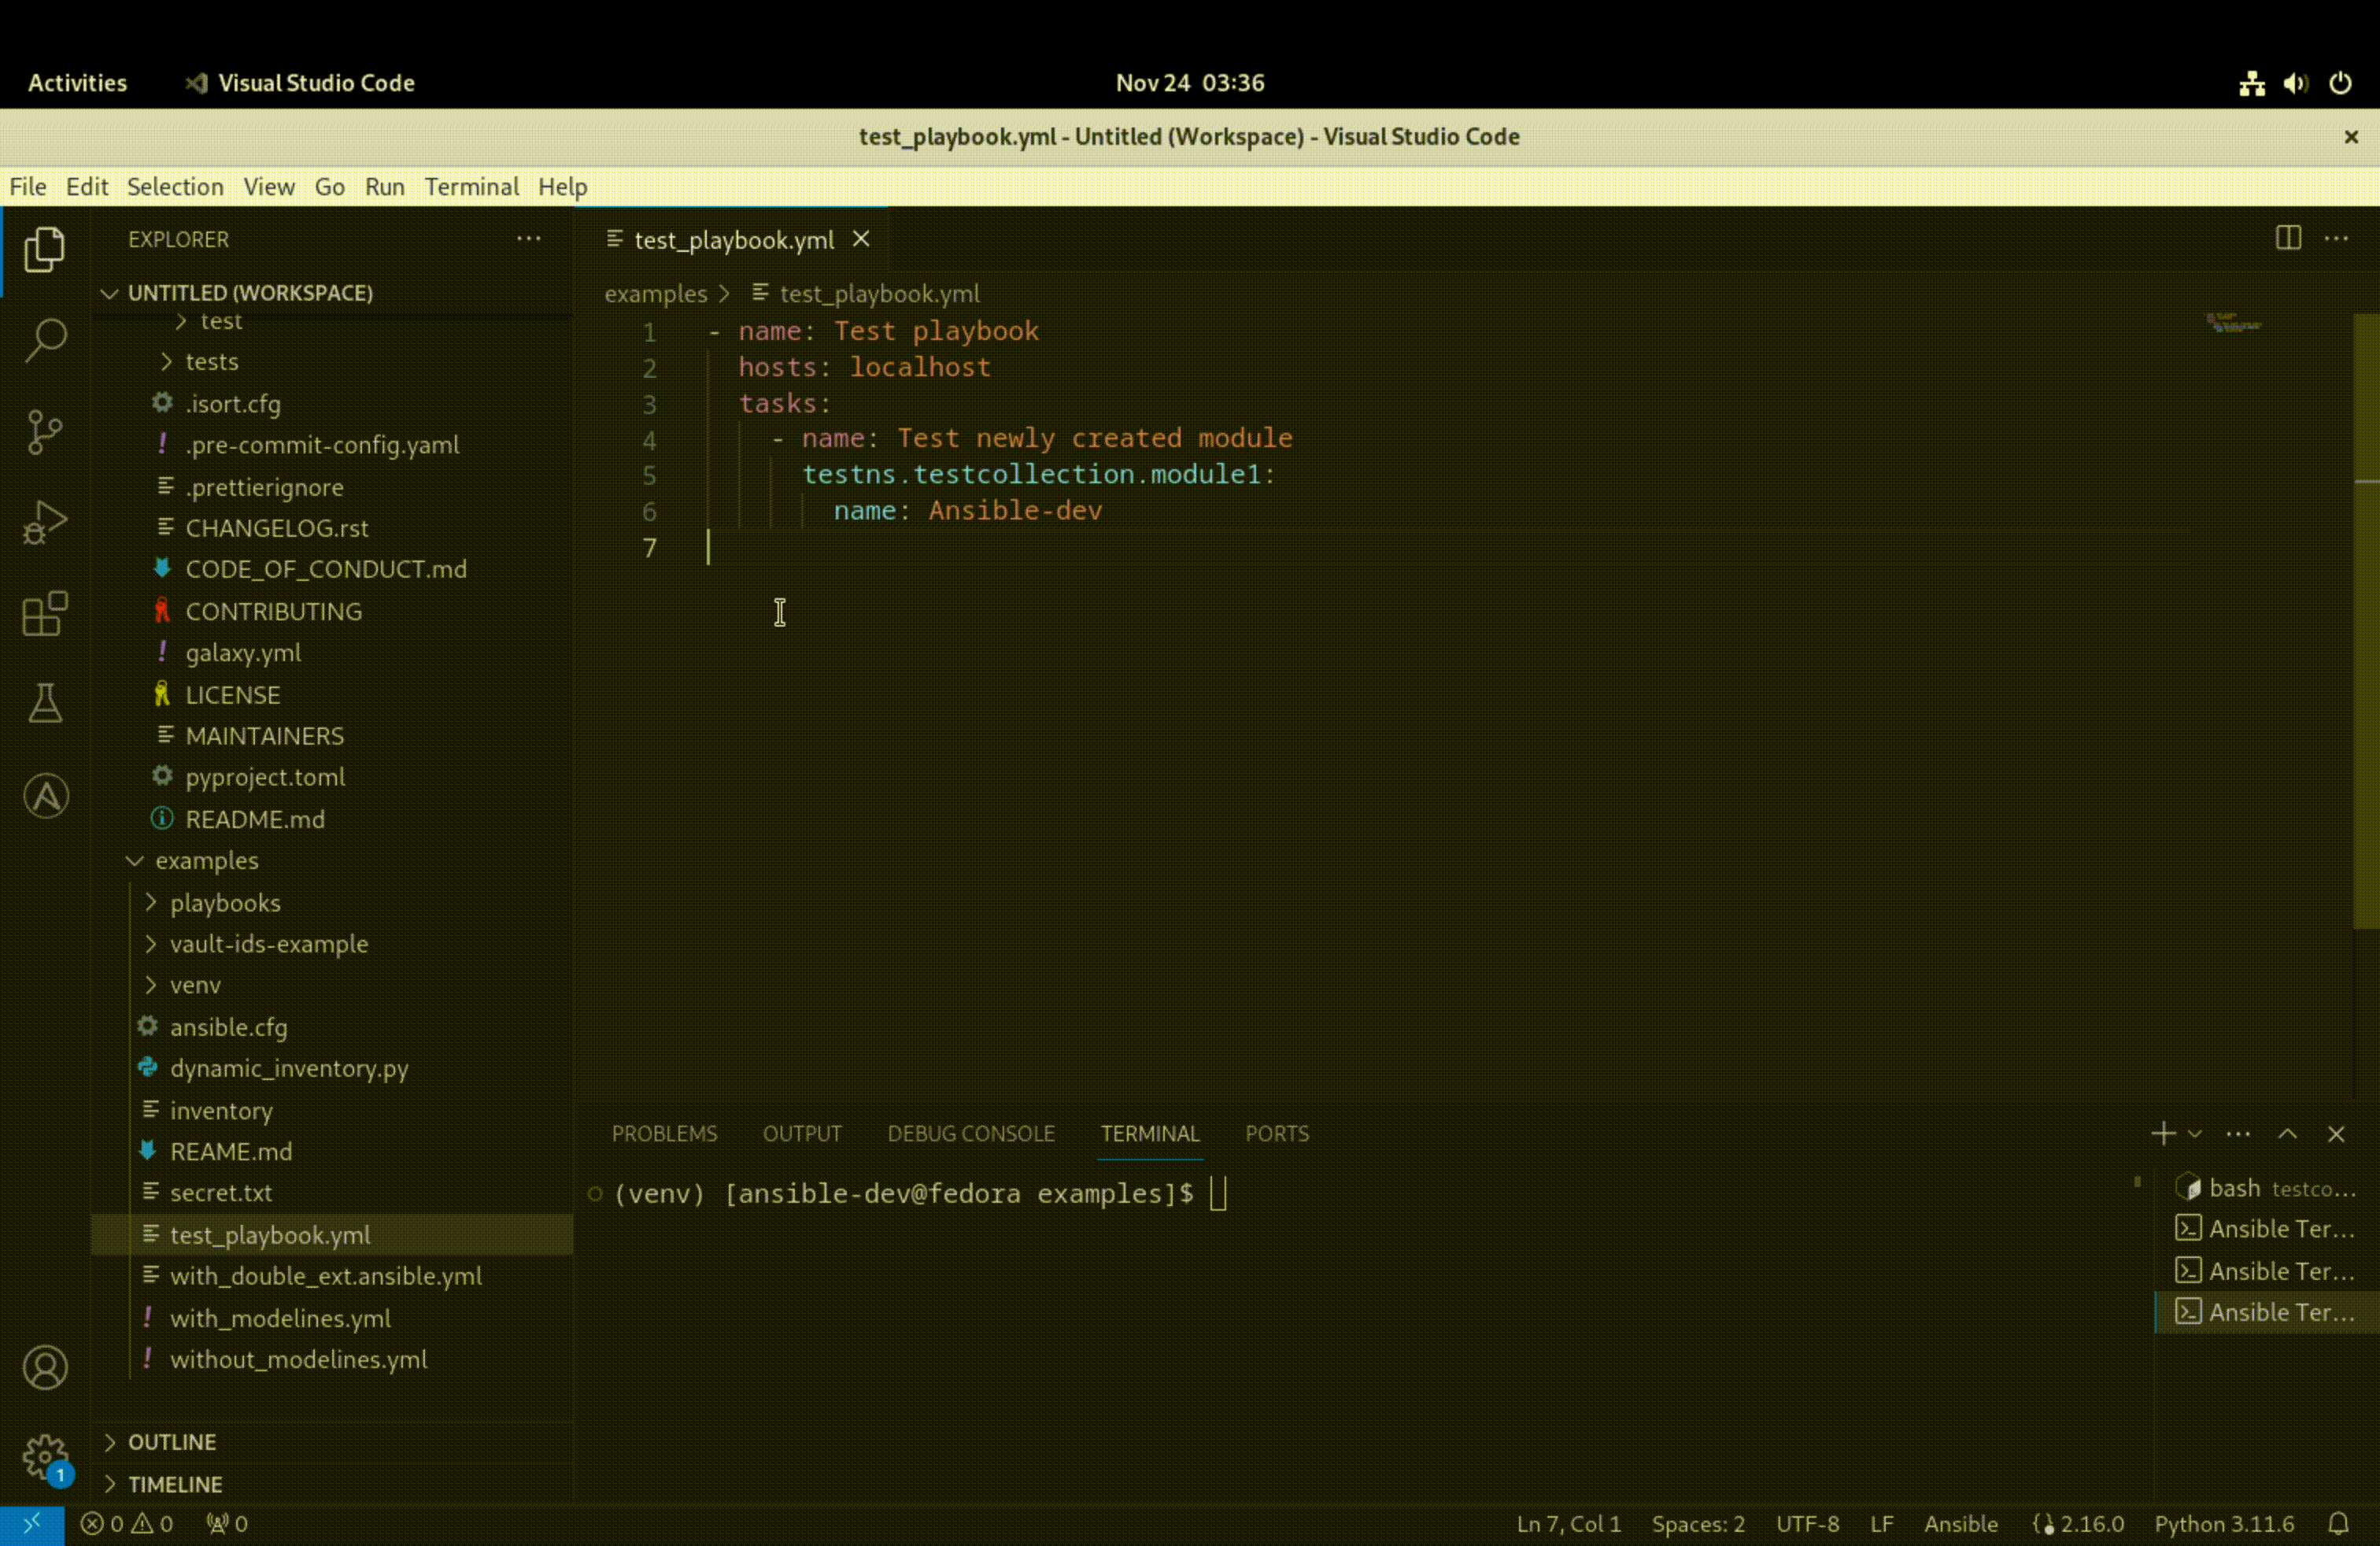 Activities Visual Studio Code Nov 24 03:36
test_playbook.yml - Untitled (Workspace) - Visual Studio Code
File Edit Selection View Go Run Terminal Help
EXPLORER
UNTITLED (WORKSPACE)
test
tests
.isort.cfg
.pre-commit-config.yaml
.prettierignore
CHANGELOG.rst
CODE_OF_CONDUCT.md
CONTRIBUTING
galaxy.yml
LICENSE
MAINTAINERS
pyproject.toml
README.md
examples
playbooks
vault-ids-example
venv
ansible.cfg
dynamic_inventory.py
inventory
REAME.md
secret.txt
test_playbook.yml
with_double_ext.ansible.yml
with_modelines.yml
without_modelines.yml
OUTLINE
TIMELINE
test_playbook.yml
examples > test_playbook.yml
1 - name: Test playbook
2 hosts: localhost
3 tasks:
4 - name: Test newly created module
5 testns.testcollection.module1:
6 name: Ansible-dev
7
PROBLEMS OUTPUT DEBUG CONSOLE TERMINAL PORTS
(venv) [ansible-dev@fedora examples]$
bash testco...
Ansible Ter...
Ansible Ter...
Ansible Ter...
1
0 0 0 Ln 7, Col 1 Spaces: 2 UTF-8 LF Ansible 2.16.0 Python 3.11.6